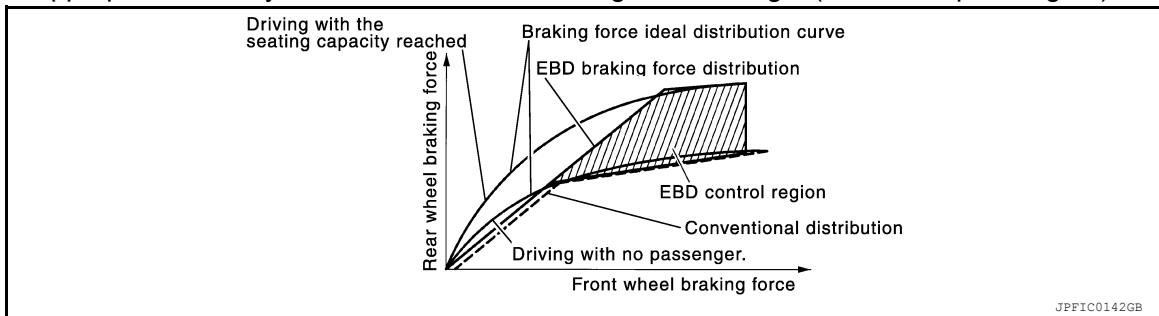 Driving with the
seating capacity reached
Braking force ideal distribution curve
EBD braking force distribution
Rear wheel braking force
EBD control region
Conventional distribution
Driving with no passenger.
Front wheel braking force
JPFIC0142GB